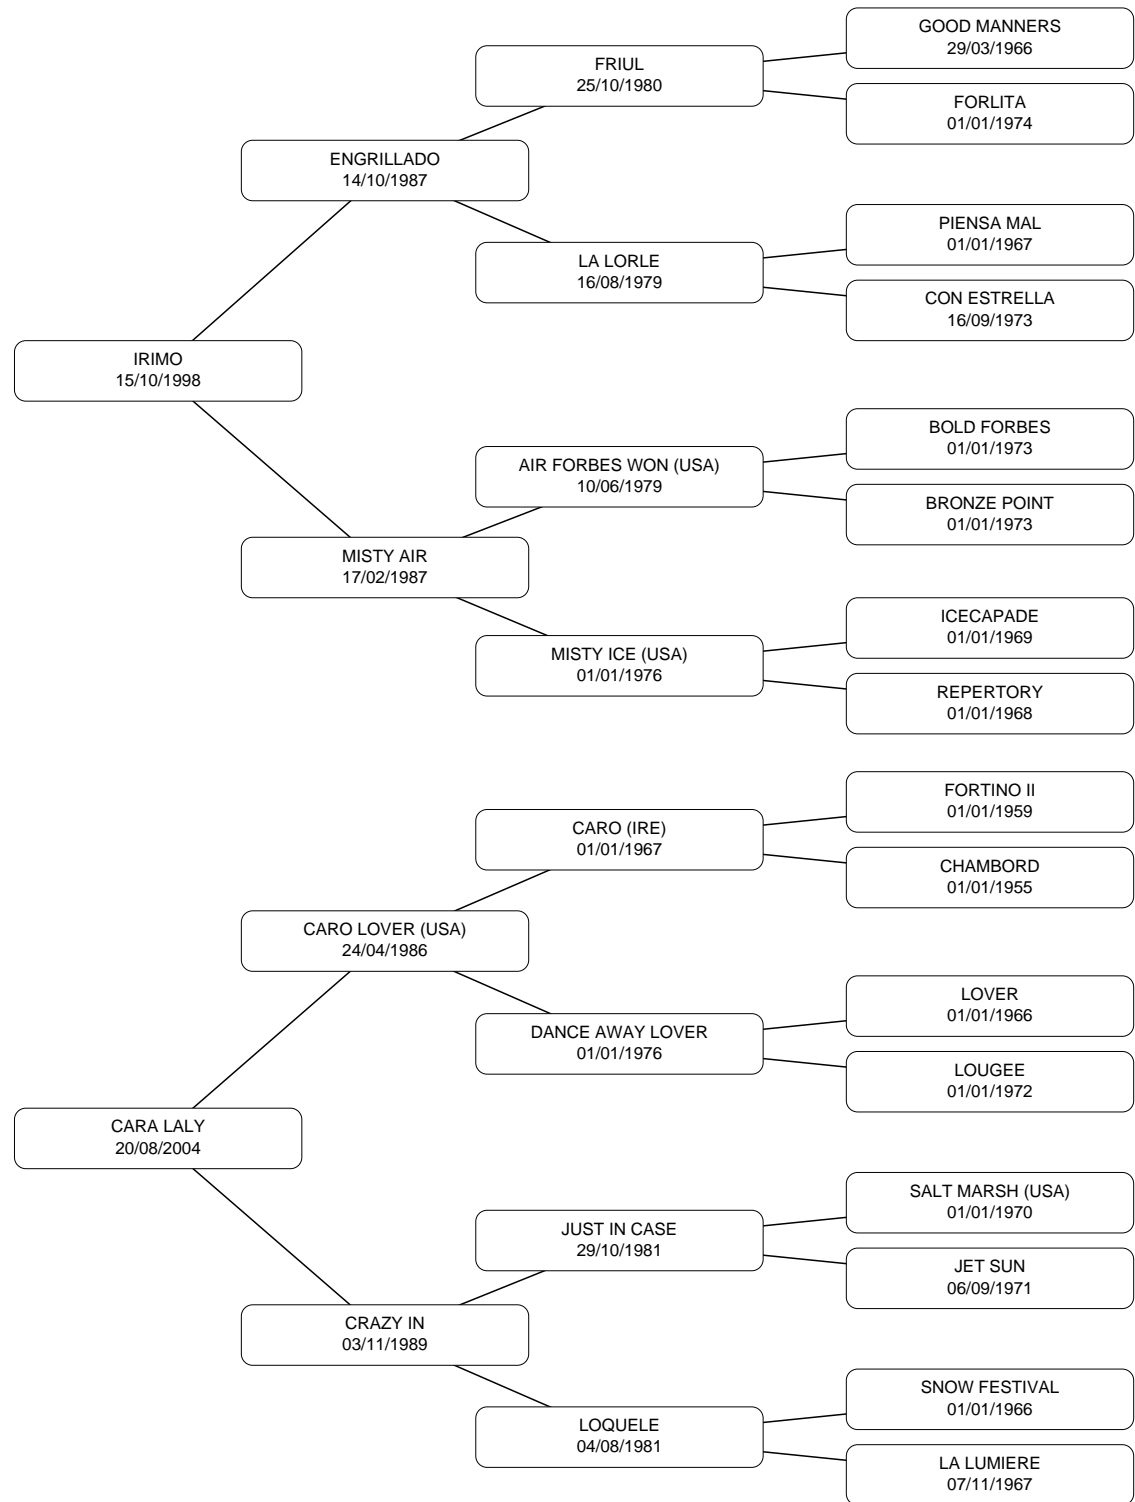 GOOD MANNERS
29/03/1966
FRIUL
25/10/1980
FORLITA
01/01/1974
ENGRILLADO
14/10/1987
PIENSA MAL
01/01/1967
LA LORLE
16/08/1979
CON ESTRELLA
16/09/1973
IRIMO
15/10/1998
BOLD FORBES
01/01/1973
AIR FORBES WON (USA)
10/06/1979
BRONZE POINT
01/01/1973
MISTY AIR
17/02/1987
ICECAPADE
01/01/1969
MISTY ICE (USA)
01/01/1976
REPERTORY
01/01/1968
FORTINO II
01/01/1959
CARO (IRE)
01/01/1967
CHAMBORD
01/01/1955
CARO LOVER (USA)
24/04/1986
LOVER
01/01/1966
DANCE AWAY LOVER
01/01/1976
LOUGEE
01/01/1972
CARA LALY
20/08/2004
SALT MARSH (USA)
01/01/1970
JUST IN CASE
29/10/1981
JET SUN
06/09/1971
CRAZY IN
03/11/1989
SNOW FESTIVAL
01/01/1966
LOQUELE
04/08/1981
LA LUMIERE
07/11/1967